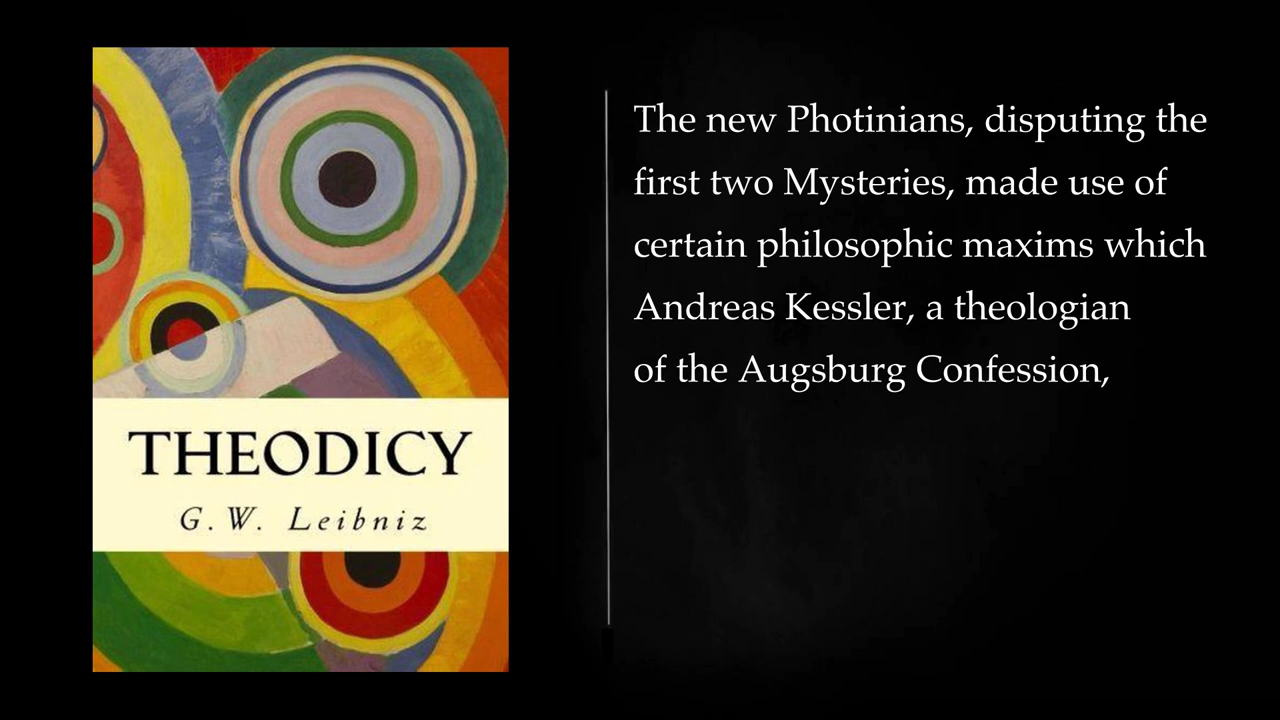 THEODICY
G. W. Leibniz
The new Photinians, disputing the
first two Mysteries, made use of
certain philosophic maxims which
Andreas Kessler, a theologian
of the Augsburg Confession,